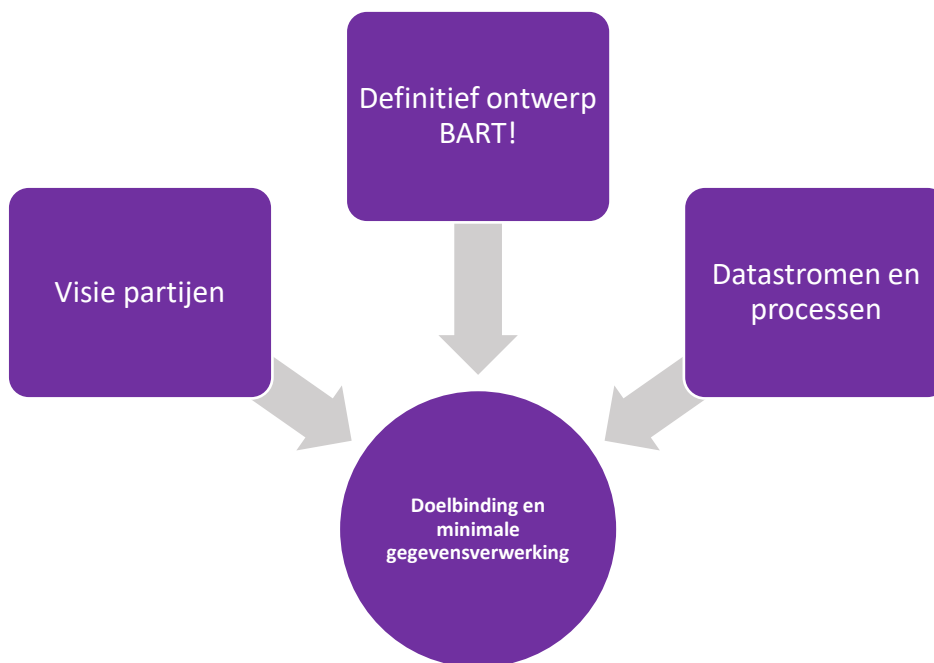 Definitief ontwerp
BART!
Visie partijen
Datastromen en
processen
Doelbinding en
minimale
gegevensverwerking